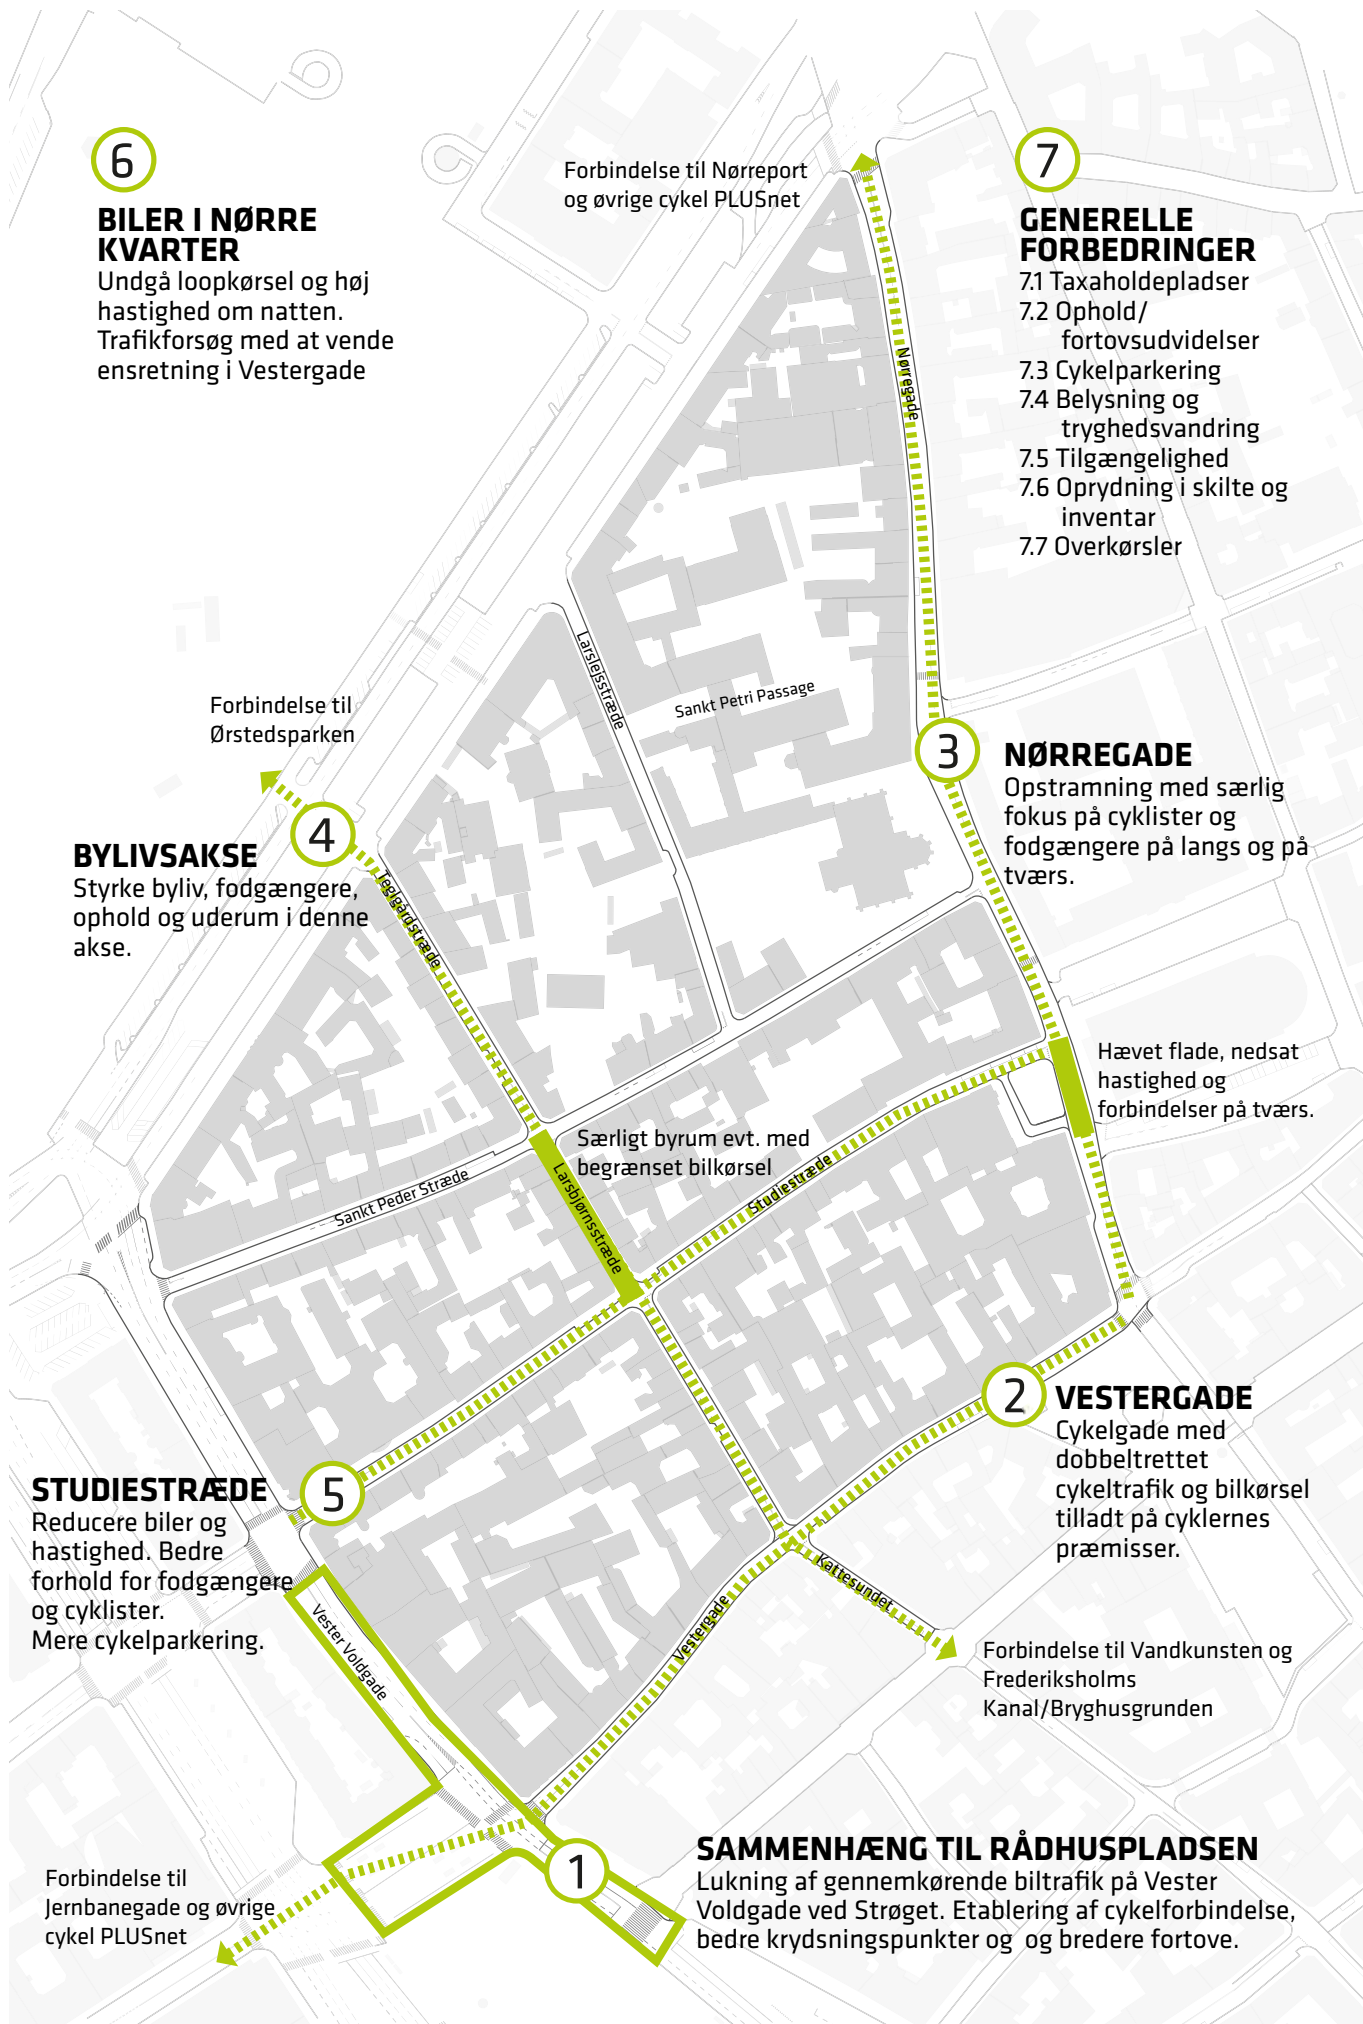 6
BILER I NØRRE
KVARTER
Undgå loopkørsel og høj
hastighed om natten.
Trafikforsøg med at vende
ensretning i Vestergade
Forbindelse til Nørreport
og øvrige cykel PLUSnet
7
GENERELLE
FORBEDRINGER
7.1 Taxaholdepladser
7.2 Ophold/
fortovsudvidelser
7.3 Cykelparkering
7.4 Belysning og
tryghedsvandring
7.5 Tilgængelighed
7.6 Oprydning i skilte og
inventar
7.7 Overkørsler
Nørregade
Larslejsstræde
Sankt Petri Passage
Forbindelse til
Ørstedsparken
3
NØRREGADE
Opstramning med særlig
fokus på cyklister og
fodgængere på langs og på
tværs.
4
BYLIVSAKSE
Styrke byliv, fodgængere,
ophold og uderum i denne
akse.
Teglgårdstræde
Hævet flade, nedsat
hastighed og
forbindelser på tværs.
Særligt byrum evt. med
begrænset bilkørsel
Sankt Peder Stræde
Larsbjørnsstræde
Studiestræde
2
VESTERGADE
Cykelgade med
dobbeltrettet
cykeltrafik og bilkørsel
tilladt på cyklernes
præmisser.
5
STUDIESTRÆDE
Reducere biler og
hastighed. Bedre
forhold for fodgængere
og cyklister.
Mere cykelparkering.
Vester Voldgade
Vestergade
Kattesundet
Forbindelse til Vandkunsten og
Frederiksholms
Kanal/Bryghusgrunden
1
SAMMENHÆNG TIL RÅDHUSPLADSEN
Lukning af gennemkørende biltrafik på Vester
Voldgade ved Strøget. Etablering af cykelforbindelse,
bedre krydsningspunkter og og bredere fortove.
Forbindelse til
Jernbanegade og øvrige
cykel PLUSnet